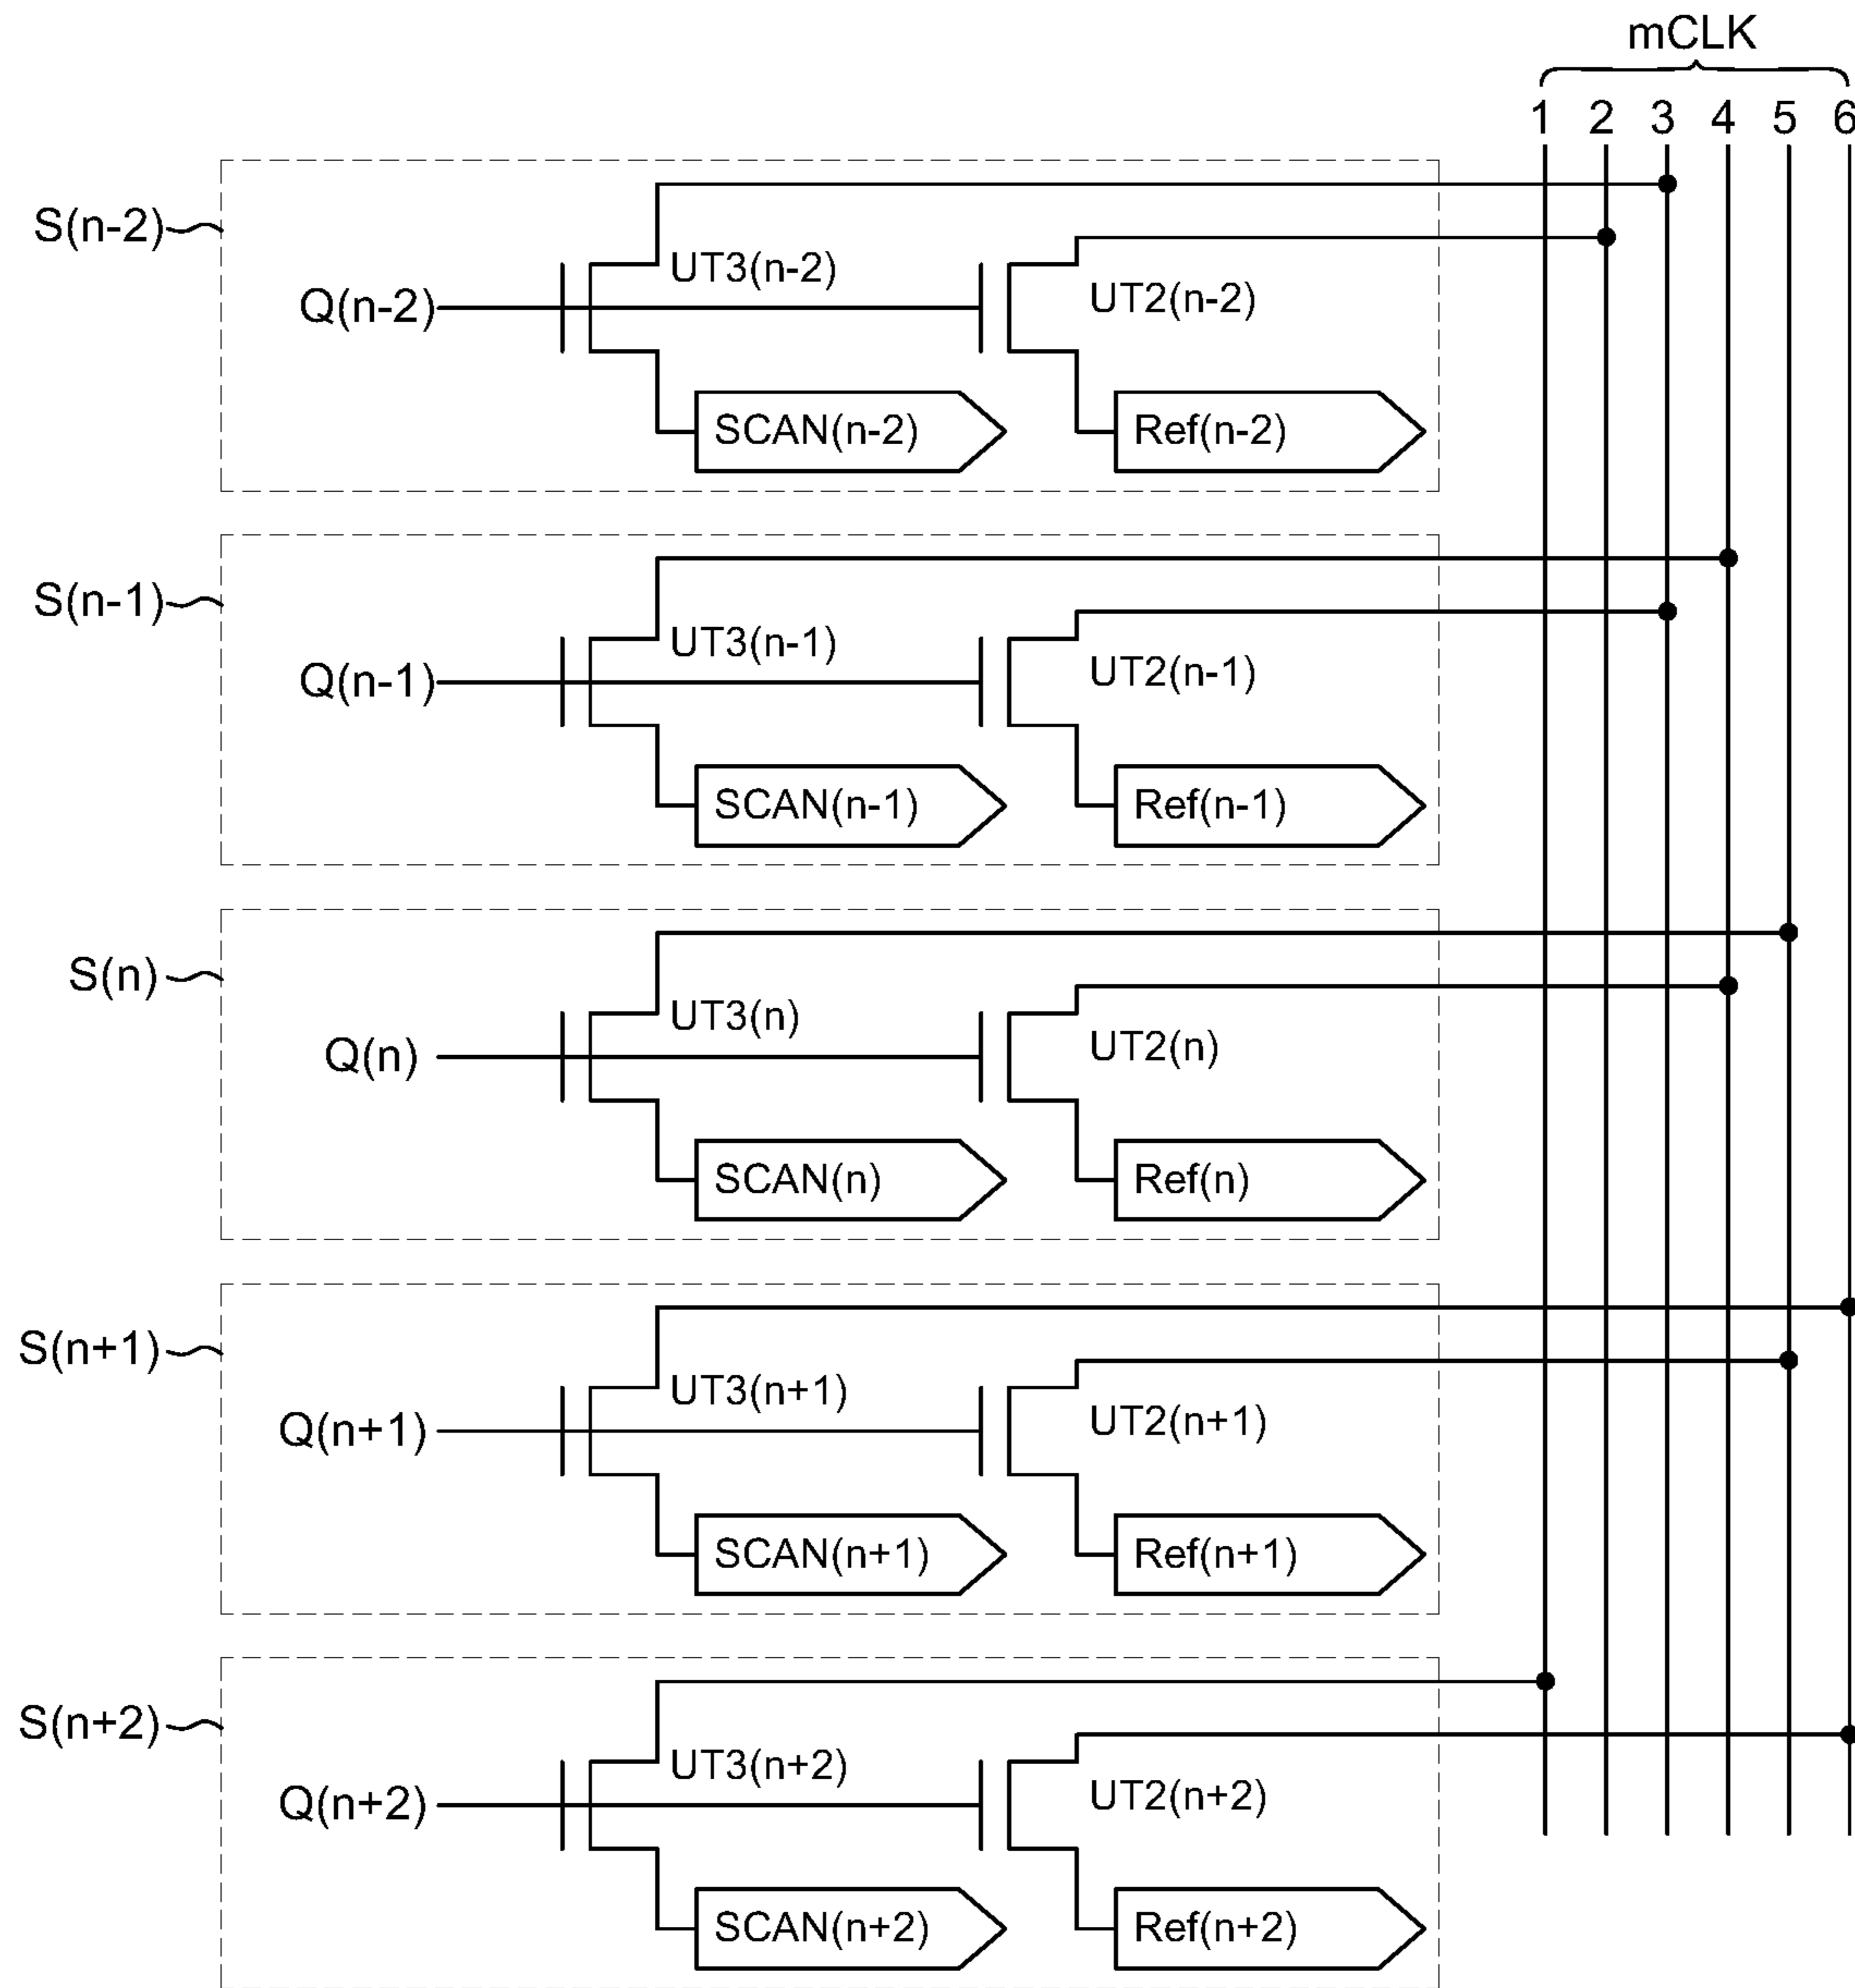 mCLK
1 2 3 4 5 6
S(n-2)
UT3(n-2)
UT2(n-2)
Q(n-2)
SCAN(n-2)
Ref(n-2)
S(n-1)
UT3(n-1)
UT2(n-1)
Q(n-1)
SCAN(n-1)
Ref(n-1)
S(n)
UT3(n)
UT2(n)
Q(n)
SCAN(n)
Ref(n)
S(n+1)
UT3(n+1)
UT2(n+1)
Q(n+1)
SCAN(n+1)
Ref(n+1)
S(n+2)
UT3(n+2)
UT2(n+2)
Q(n+2)
SCAN(n+2)
Ref(n+2)